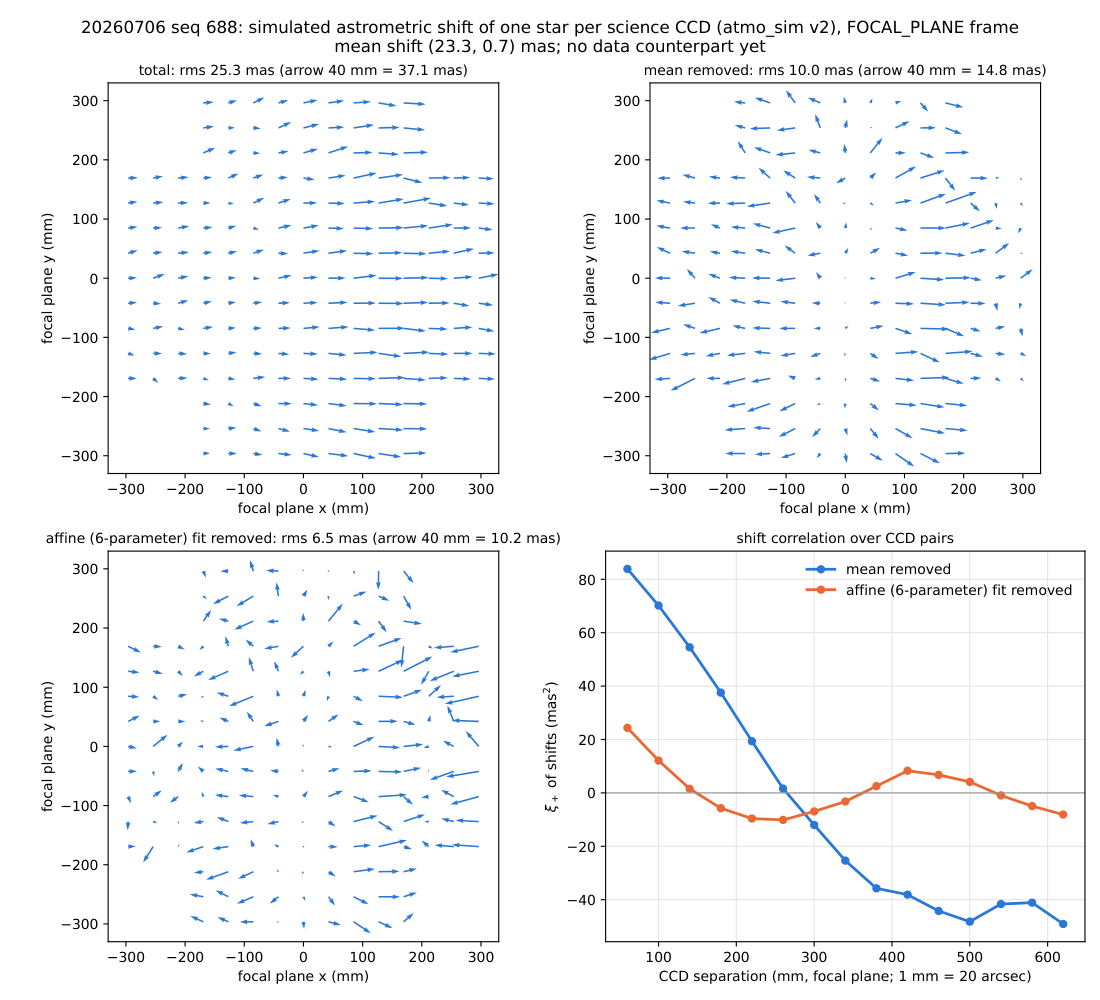 20260706 seq 688: simulated astrometric shift of one star per science CCD (atmo_sim v2), FOCAL_PLANE frame
mean shift (23.3, 0.7) mas; no data counterpart yet
total: rms 25.3 mas (arrow 40 mm = 37.1 mas)
300
200
100
0
−100
−200
−300
focal plane y (mm)
−300 −200 −100 0 100 200 300
focal plane x (mm)
mean removed: rms 10.0 mas (arrow 40 mm = 14.8 mas)
300
200
100
0
−100
−200
−300
focal plane y (mm)
−300 −200 −100 0 100 200 300
focal plane x (mm)
affine (6-parameter) fit removed: rms 6.5 mas (arrow 40 mm = 10.2 mas)
300
200
100
0
−100
−200
−300
focal plane y (mm)
−300 −200 −100 0 100 200 300
focal plane x (mm)
shift correlation over CCD pairs
mean removed
affine (6-parameter) fit removed
80
60
40
20
0
−20
−40
ξ₊ of shifts (mas²)
100 200 300 400 500 600
CCD separation (mm, focal plane; 1 mm = 20 arcsec)